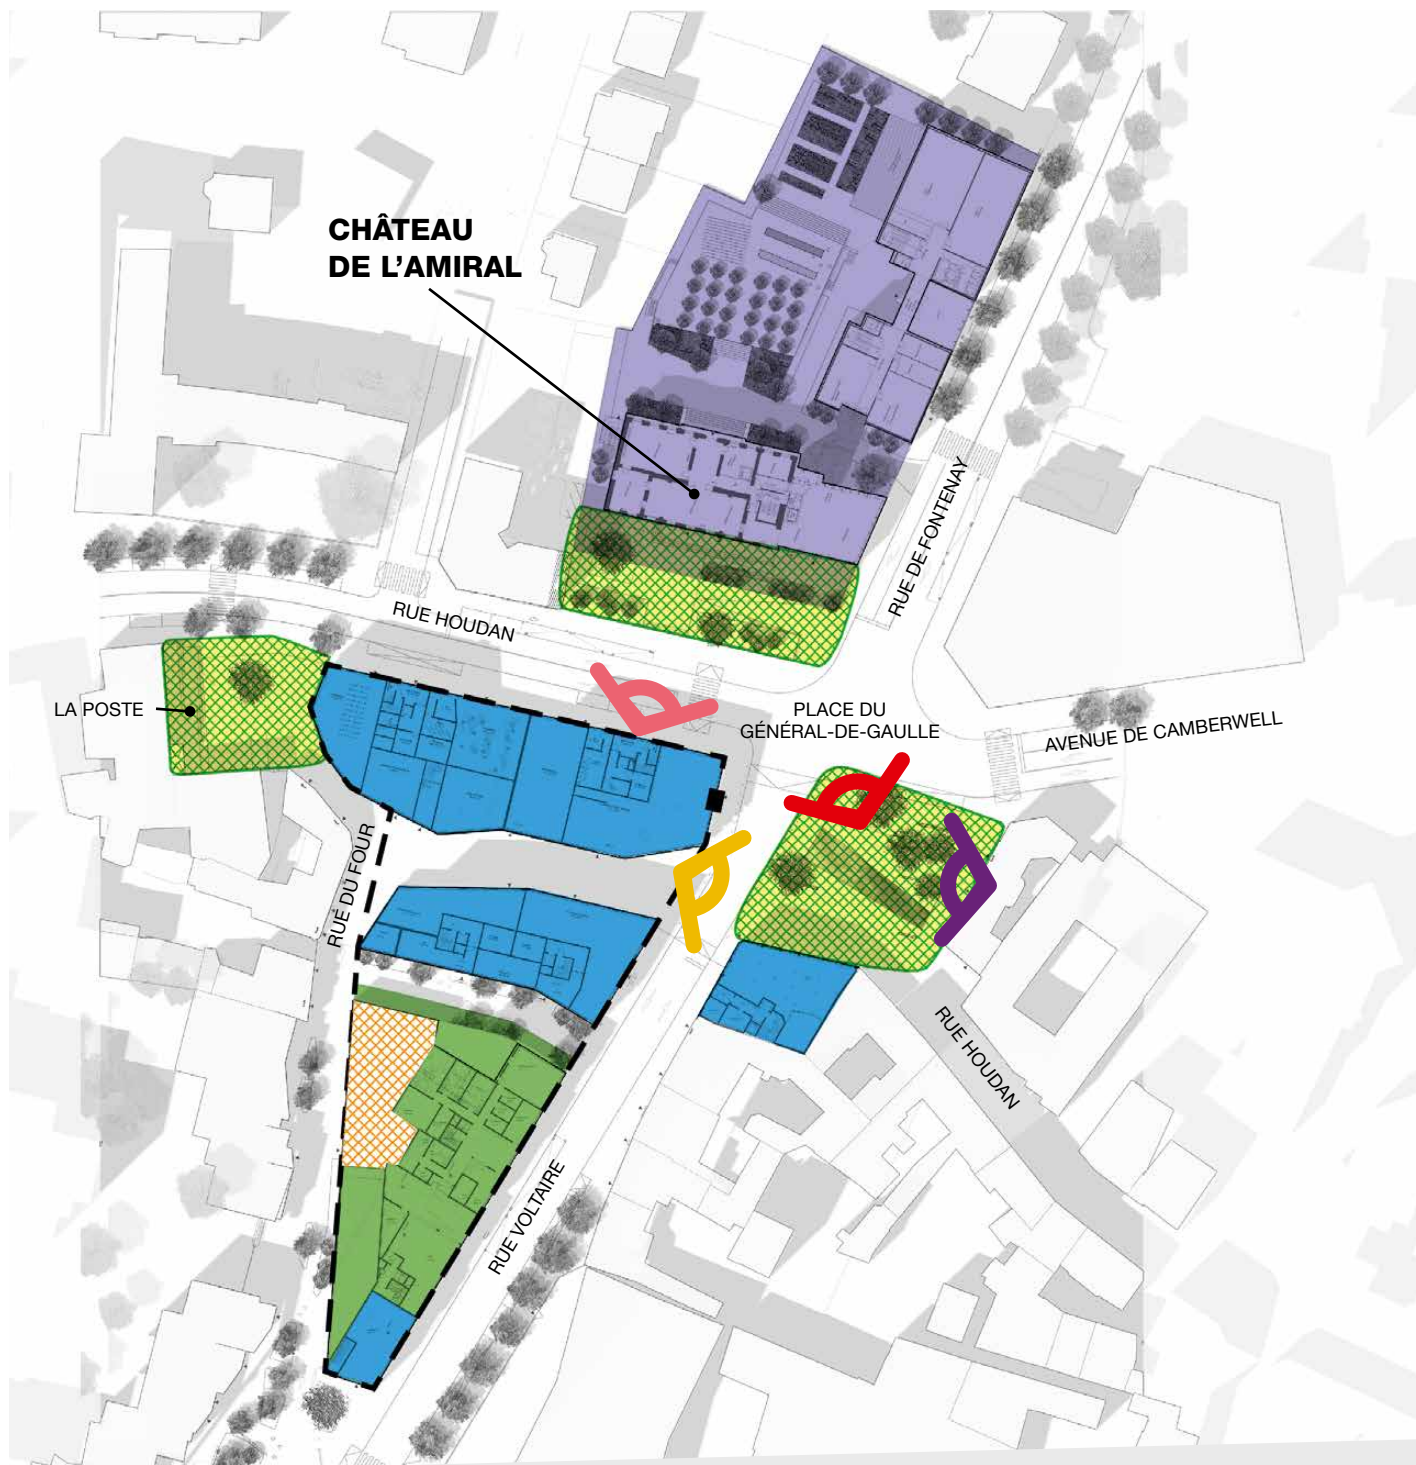 CHÂTEAU
DE L'AMIRAL
RUE DE FONTENAY
RUE HOUDAN
LA POSTE
PLACE DU
GÉNÉRAL-DE-GAULLE
AVENUE DE CAMBERWELL
RUE DU FOUR
RUE HOUDAN
RUE VOLTAIRE